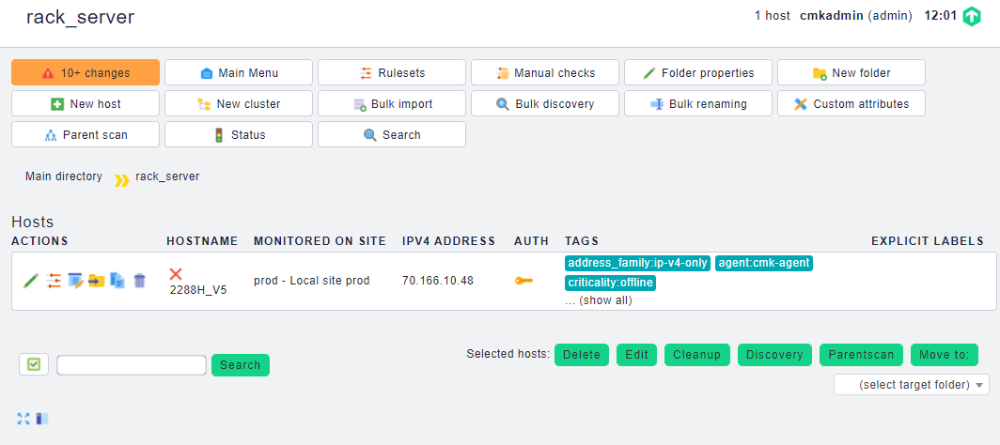 rack_server
1 host cmkadmin (admin) 12:01
10+ changes Main Menu Rulesets Manual checks Folder properties New folder
New host New cluster Bulk import Bulk discovery Bulk renaming Custom attributes
Parent scan Status Search
Main directory rack_server
Hosts
ACTIONS HOSTNAME MONITORED ON SITE IPV4 ADDRESS AUTH TAGS EXPLICIT LABELS
address_family:ip-v4-only agent:cmk-agent
2288H_V5 prod - Local site prod 70.166.10.48 criticality:offline
... (show all)
Search Selected hosts: Delete Edit Cleanup Discovery Parentscan Move to:
(select target folder)